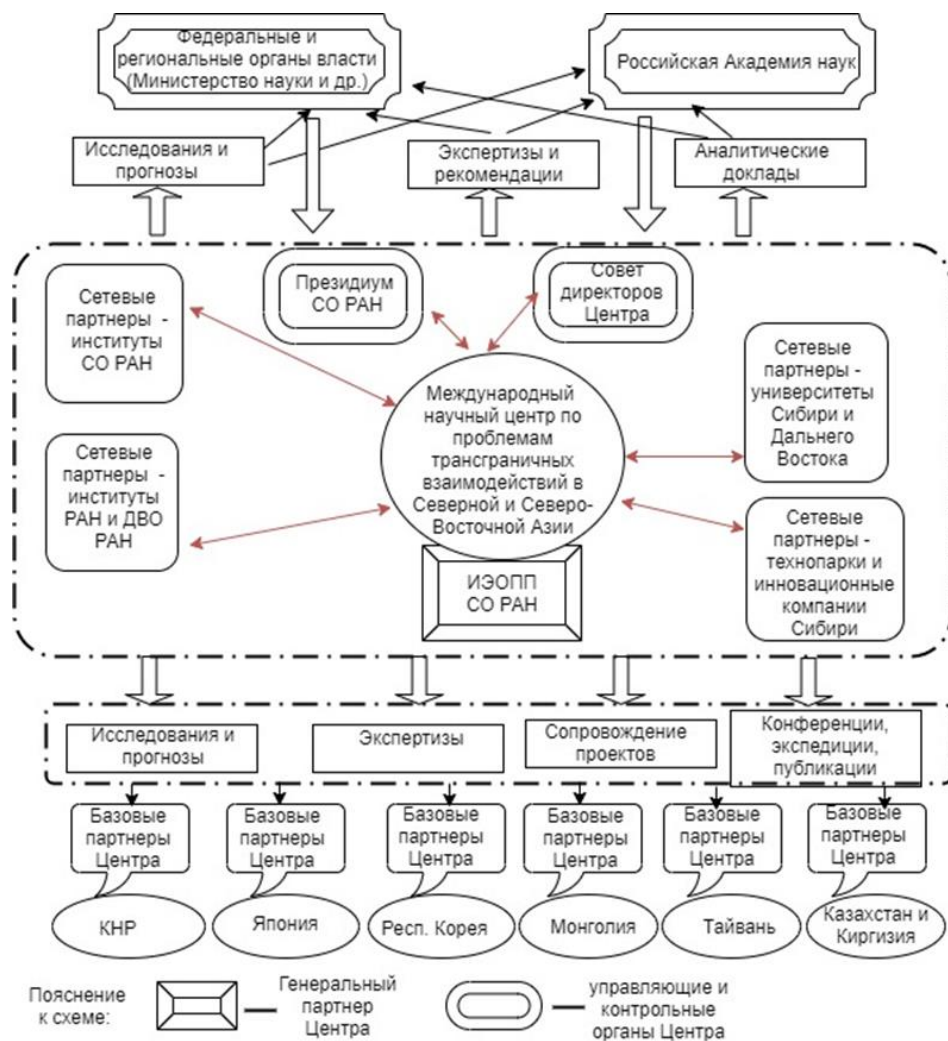 Федеральные и
региональные органы власти
(Министерство науки и др.)
Российская Академия наук
Исследования и
прогнозы
Экспертизы и
рекомендации
Аналитические
доклады
Сетевые
партнеры -
институты
СО РАН
Президиум
СО РАН
Совет
директоров
Центра
Сетевые
партнеры -
университеты
Сибири и
Дальнего
Востока
Международный
научный центр по
проблемам
трансграничных
взаимодействий в
Северной и Северо-
Восточной Азии
Сетевые
партнеры -
институты
РАН и ДВО
РАН
Сетевые
партнеры -
технопарки и
инновационные
компании
Сибири
ИЭОПП
СО РАН
Исследования и
прогнозы
Экспертизы
Сопровождение
проектов
Конференции,
экспедиции,
публикации
Базовые
партнеры
Центра
Базовые
партнеры
Центра
Базовые
партнеры
Центра
Базовые
партнеры
Центра
Базовые
партнеры
Центра
Базовые
партнеры
Центра
КНР
Япония
Респ. Корея
Монголия
Тайвань
Казахстан и
Киргизия
Пояснение
к схеме:
Генеральный
партнер
Центра
управляющие и
контрольные
органы Центра